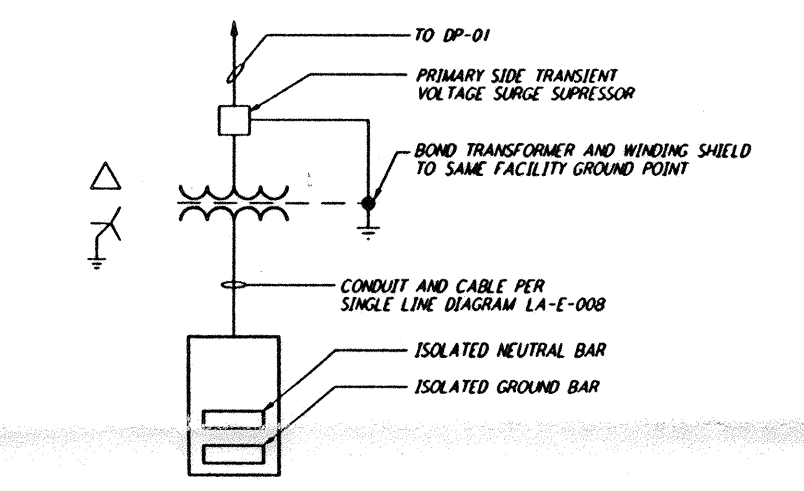 TO DP-01
PRIMARY SIDE TRANSIENT
VOLTAGE SURGE SUPRESSOR
BOND TRANSFORMER AND WINDING SHIELD
TO SAME FACILITY GROUND POINT
CONDUIT AND CABLE PER
SINGLE LINE DIAGRAM LA-E-008
ISOLATED NEUTRAL BAR
ISOLATED GROUND BAR